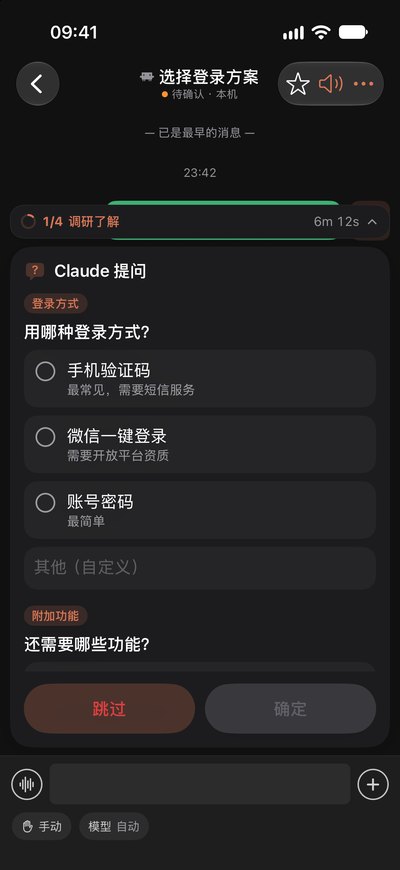 09:41
选择登录方案
待确认 · 本机
— 已是最早的消息 —
23:42
1/4 调研了解 6m 12s
? Claude 提问
登录方式
用哪种登录方式?
手机验证码
最常见，需要短信服务
微信一键登录
需要开放平台资质
账号密码
最简单
其他（自定义）
附加功能
还需要哪些功能?
跳过 确定
手动 模型 自动